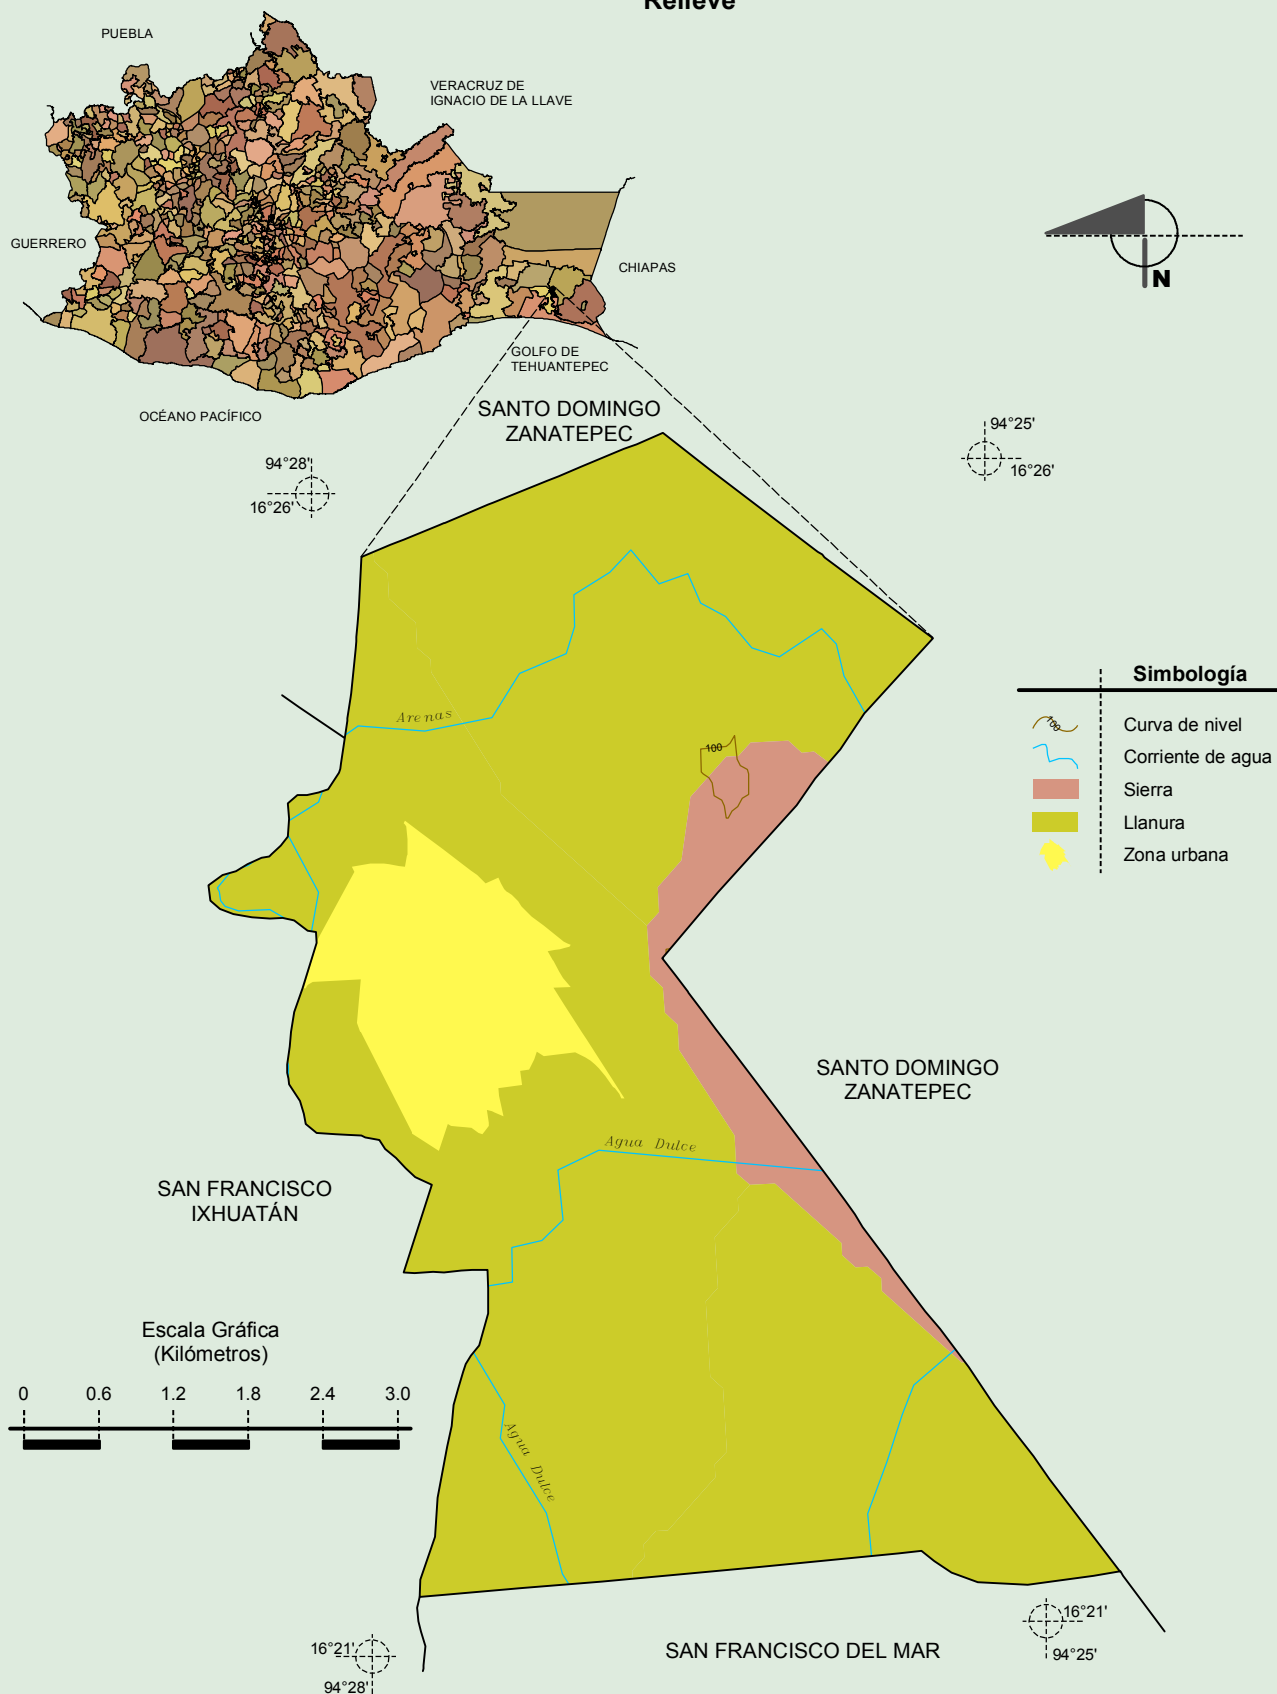 Relieve
PUEBLA
VERACRUZ DE
IGNACIO DE LA LLAVE
GUERRERO
CHIAPAS
GOLFO DE
TEHUANTEPEC
OCÉANO PACÍFICO
N
SANTO DOMINGO
ZANATEPEC
94°28'
16°26'
94°25'
16°26'
Simbología
100
Curva de nivel
Corriente de agua
Sierra
Llanura
Zona urbana
Arenas
100
SANTO DOMINGO
ZANATEPEC
Agua Dulce
SAN FRANCISCO
IXHUATÁN
Escala Gráfica
(Kilómetros)
0 0.6 1.2 1.8 2.4 3.0
Agua Dulce
16°21'
94°28'
SAN FRANCISCO DEL MAR
16°21'
94°25'